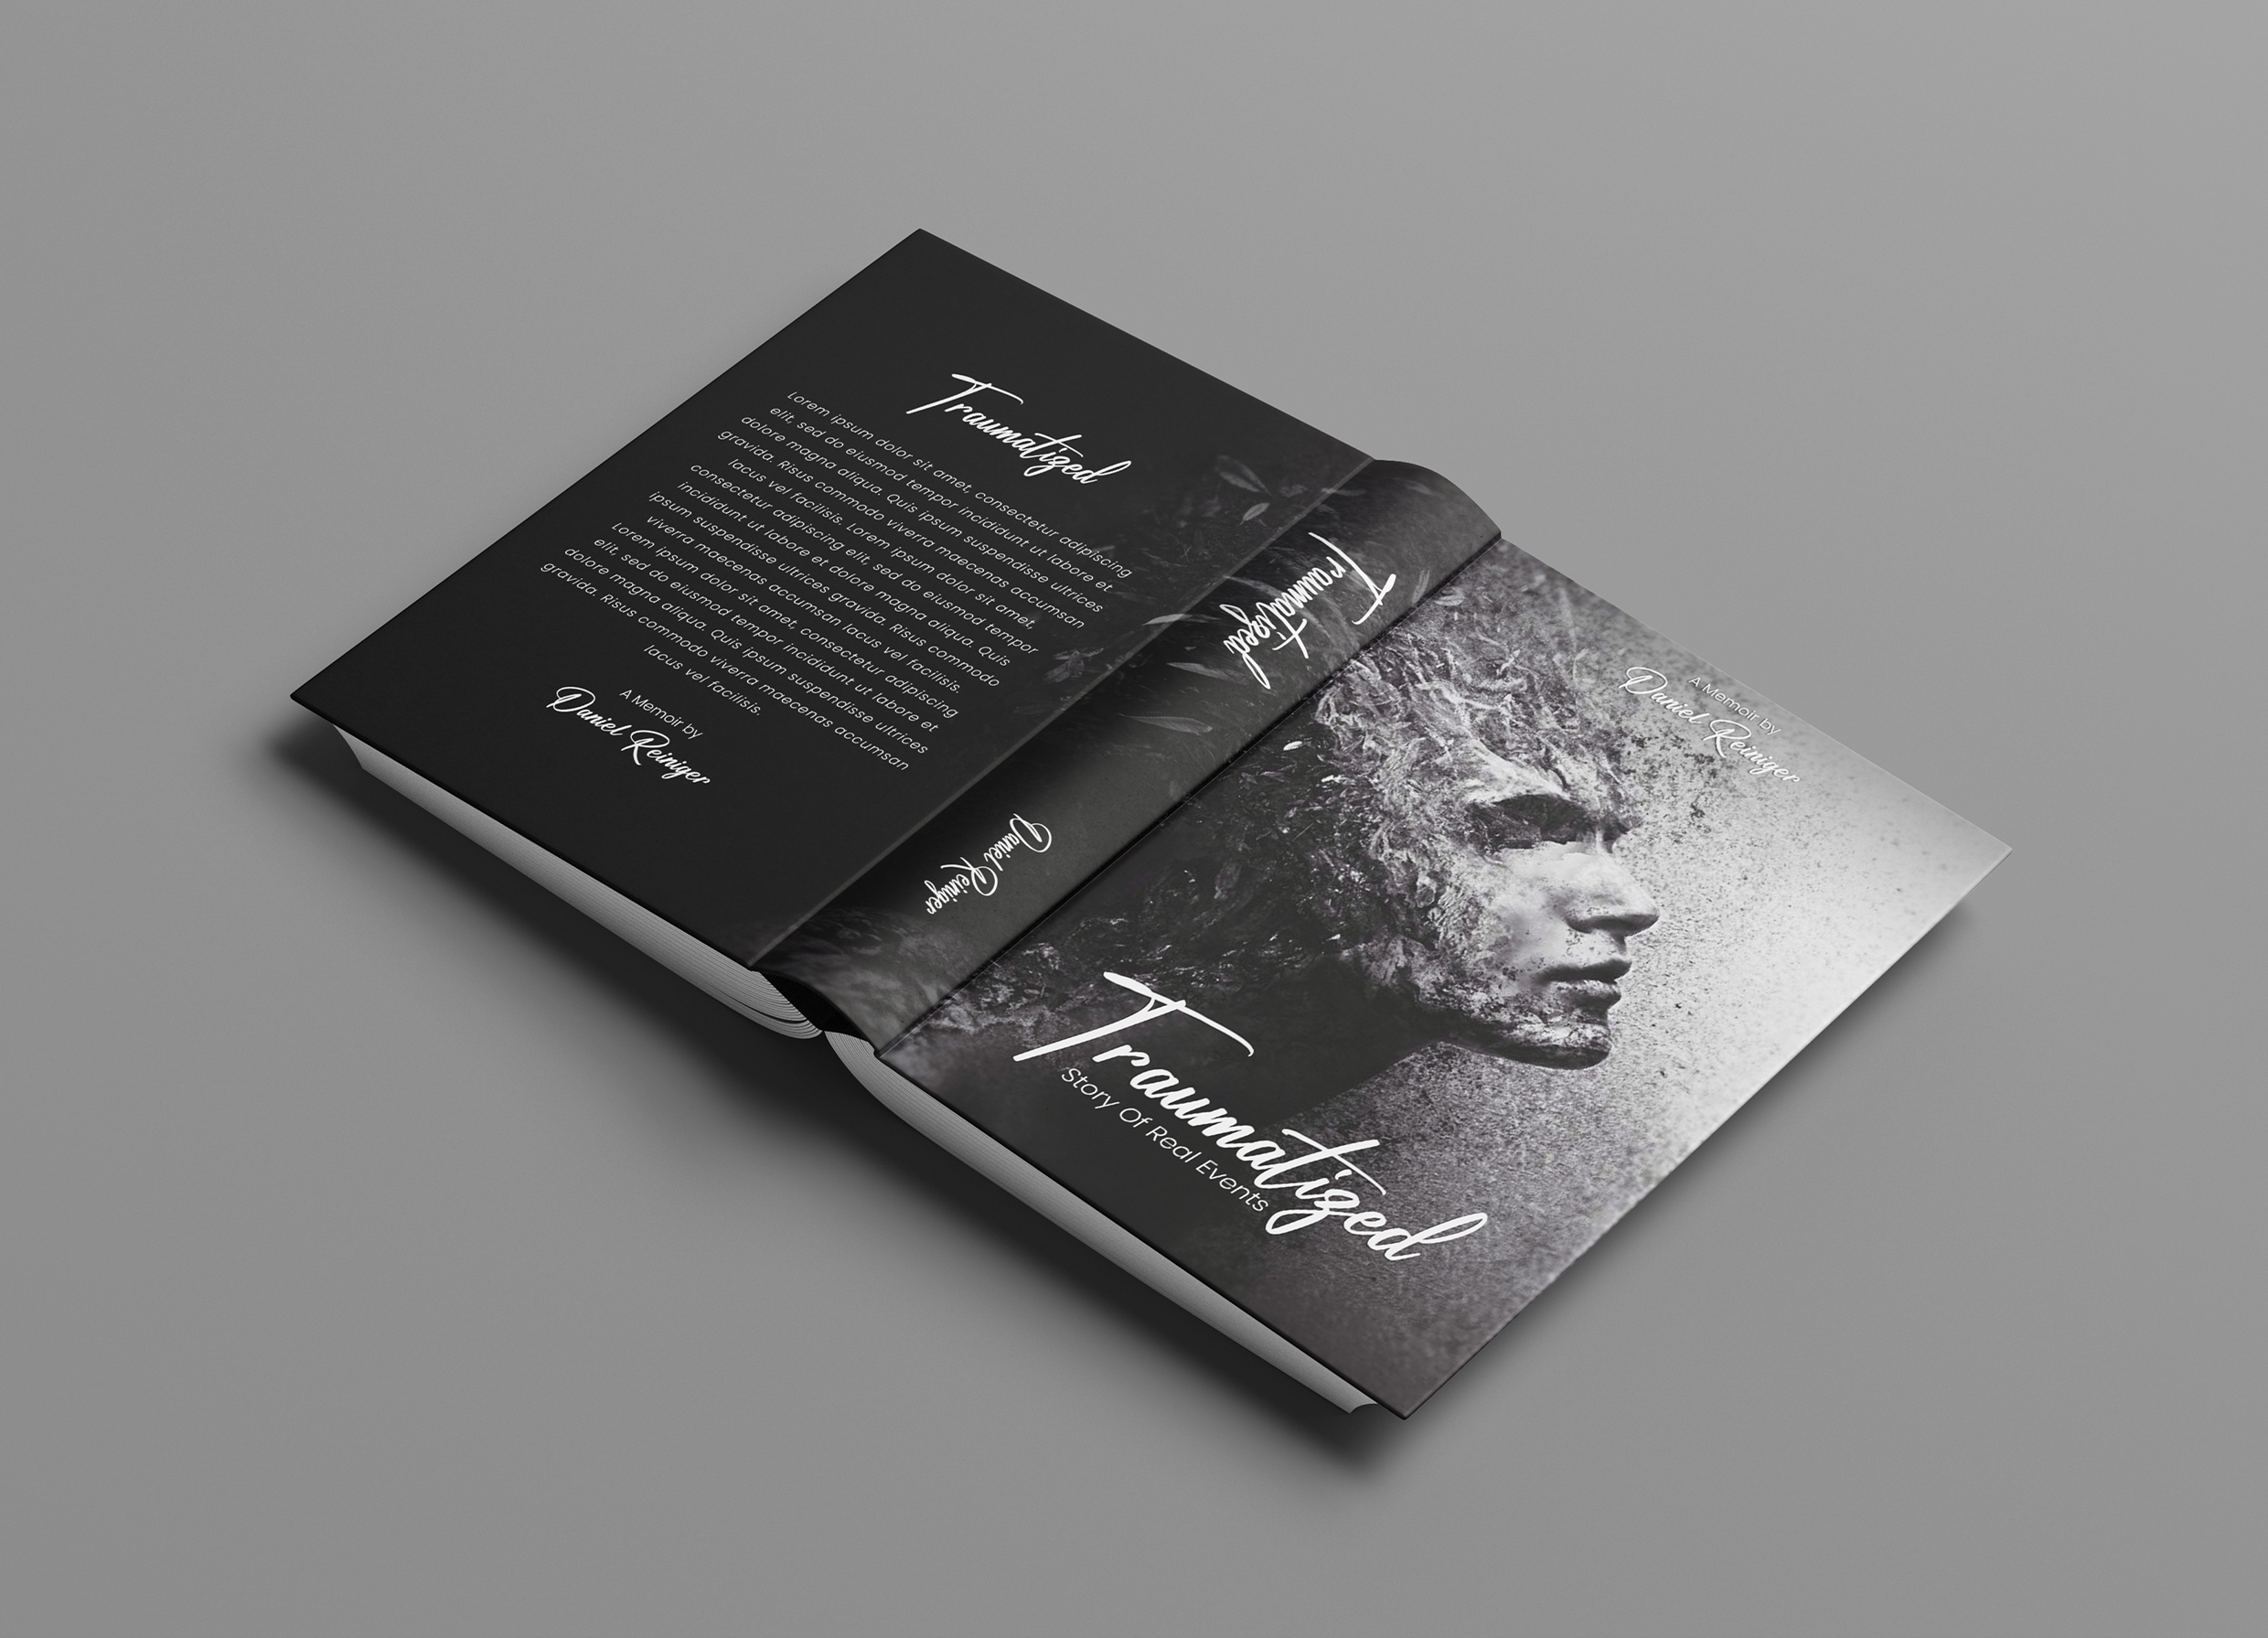 Traumatized
Lorem ipsum dolor sit amet, consectetur adipiscing
elit, sed do eiusmod tempor incididunt ut labore et
dolore magna aliqua. Quis ipsum suspendisse ultrices
gravida. Risus commodo viverra maecenas accumsan
lacus vel facilisis. Lorem ipsum dolor sit amet,
consectetur adipiscing elit, sed do eiusmod tempor
incididunt ut labore et dolore magna aliqua. Quis
ipsum suspendisse ultrices gravida. Risus commodo
viverra maecenas accumsan lacus vel facilisis.
Lorem ipsum dolor sit amet, consectetur adipiscing
elit, sed do eiusmod tempor incididunt ut labore et
dolore magna aliqua. Quis ipsum suspendisse ultrices
gravida. Risus commodo viverra maecenas accumsan
lacus vel facilisis.
A Memoir by
Daniel Reiniger
Traumatized
Daniel Reiniger
A Memoir by
Daniel Reiniger
Traumatized
Story Of Real Events